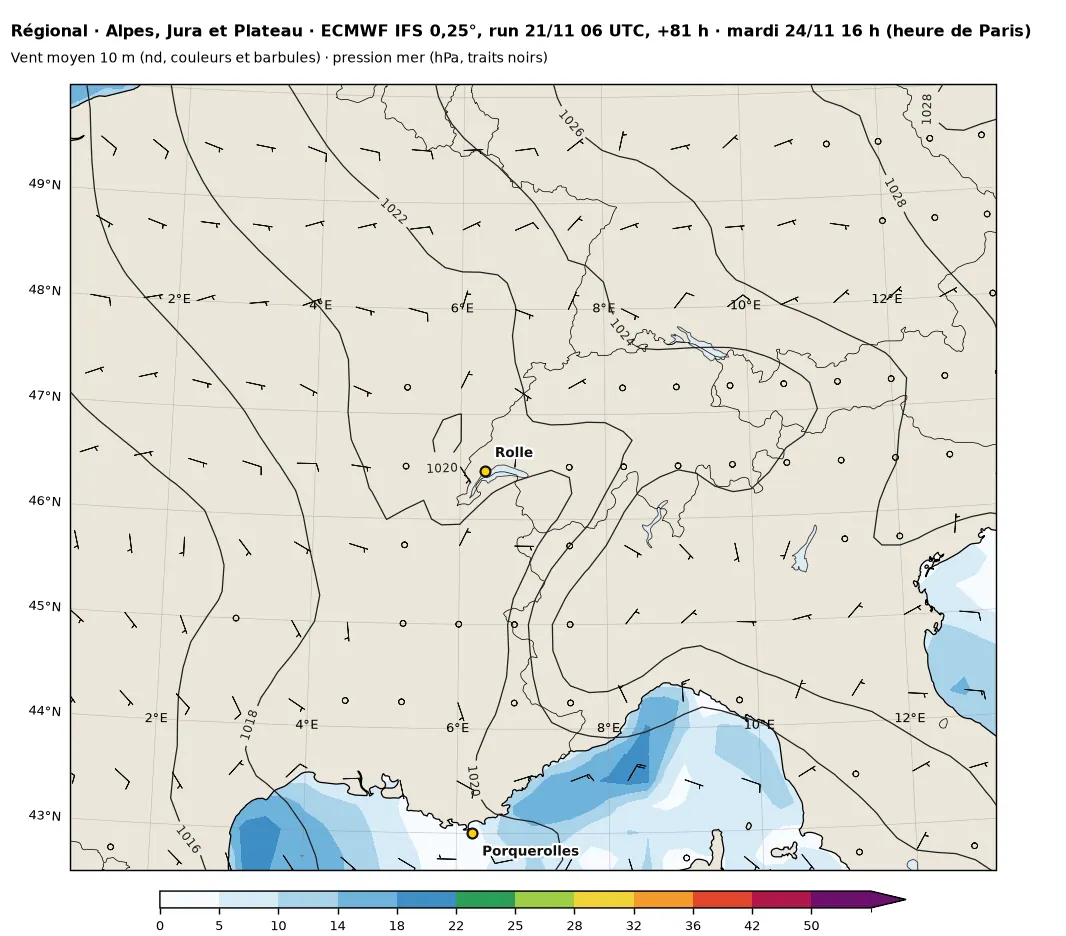 Régional · Alpes, Jura et Plateau · ECMWF IFS 0,25°, run 21/11 06 UTC, +81 h · mardi 24/11 16 h (heure de Paris)
Vent moyen 10 m (nd, couleurs et barbules) · pression mer (hPa, traits noirs)
1028
1026
49°N
1028
1022
48°N
2°E
4°E
6°E
8°E
10°E
12°E
1024
47°N
Rolle
1020
46°N
45°N
44°N
2°E
4°E
6°E
8°E
10°E
12°E
1018
1020
43°N
1016
Porquerolles
0
5
10
14
18
22
25
28
32
36
42
50